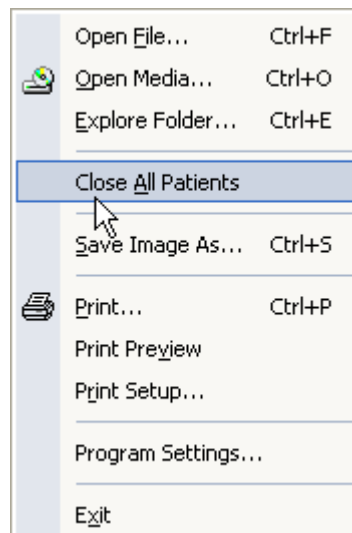 Open File... Ctrl+F
Open Media... Ctrl+O
Explore Folder... Ctrl+E
Close All Patients
Save Image As... Ctrl+S
Print... Ctrl+P
Print Preview
Print Setup...
Program Settings...
Exit